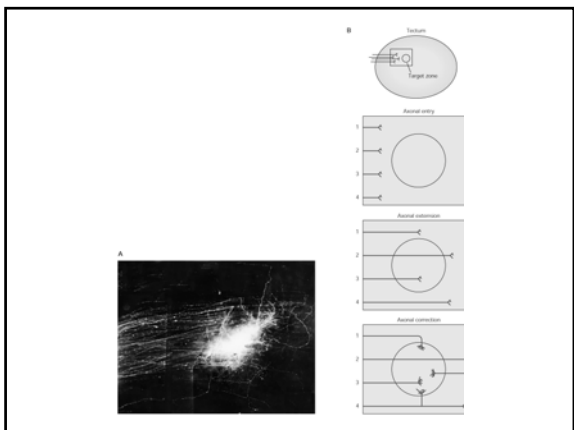 A
B
Tectum
Target zone
Axonal entry
1
2
3
4
Axonal extension
1
2
3
4
Axonal correction
1
2
3
4